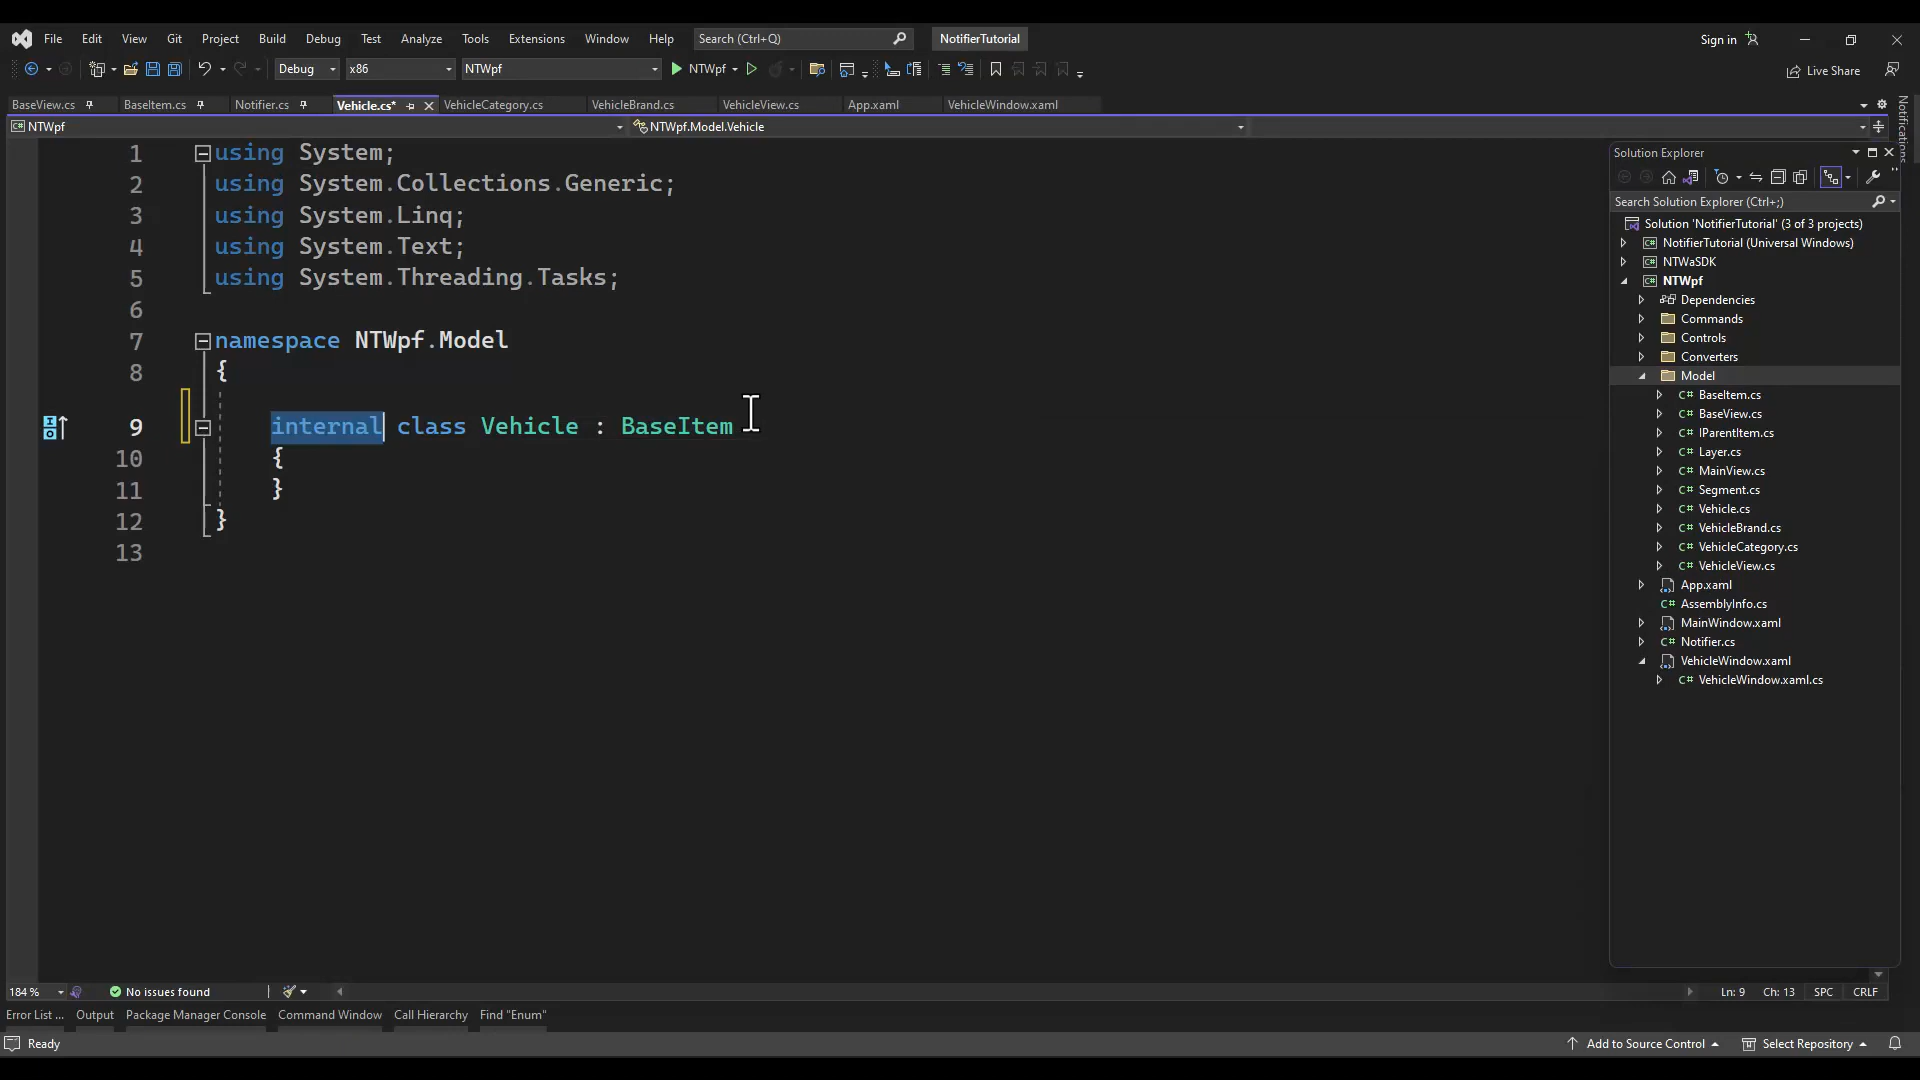 File Edit View Git Project Build Debug Test Analyze Tools Extensions Window Help Search (Ctrl+Q) NotifierTutorial Sign in
Debug x86 NTWpf NTWpf Live Share
BaseView.cs BaseItem.cs Notifier.cs Vehicle.cs* VehicleCategory.cs VehicleBrand.cs VehicleView.cs App.xaml VehicleWindow.xaml
NTWpf NTWpf.Model.Vehicle
Notifications
1 using System;
2 using System.Collections.Generic;
3 using System.Linq;
4 using System.Text;
5 using System.Threading.Tasks;
6
7 namespace NTWpf.Model
8 {
9 internal class Vehicle : BaseItem
10 {
11 }
12 }
13
Solution Explorer
Search Solution Explorer (Ctrl+;)
Solution 'NotifierTutorial' (3 of 3 projects)
C# NotifierTutorial (Universal Windows)
C# NTWaSDK
C# NTWpf
Dependencies
Commands
Controls
Converters
Model
C# BaseItem.cs
C# BaseView.cs
C# IParentItem.cs
C# Layer.cs
C# MainView.cs
C# Segment.cs
C# Vehicle.cs
C# VehicleBrand.cs
C# VehicleCategory.cs
C# VehicleView.cs
App.xaml
C# AssemblyInfo.cs
MainWindow.xaml
C# Notifier.cs
VehicleWindow.xaml
C# VehicleWindow.xaml.cs
184 % No issues found Ln: 9 Ch: 13 SPC CRLF
Error List ... Output Package Manager Console Command Window Call Hierarchy Find "Enum"
Ready Add to Source Control Select Repository